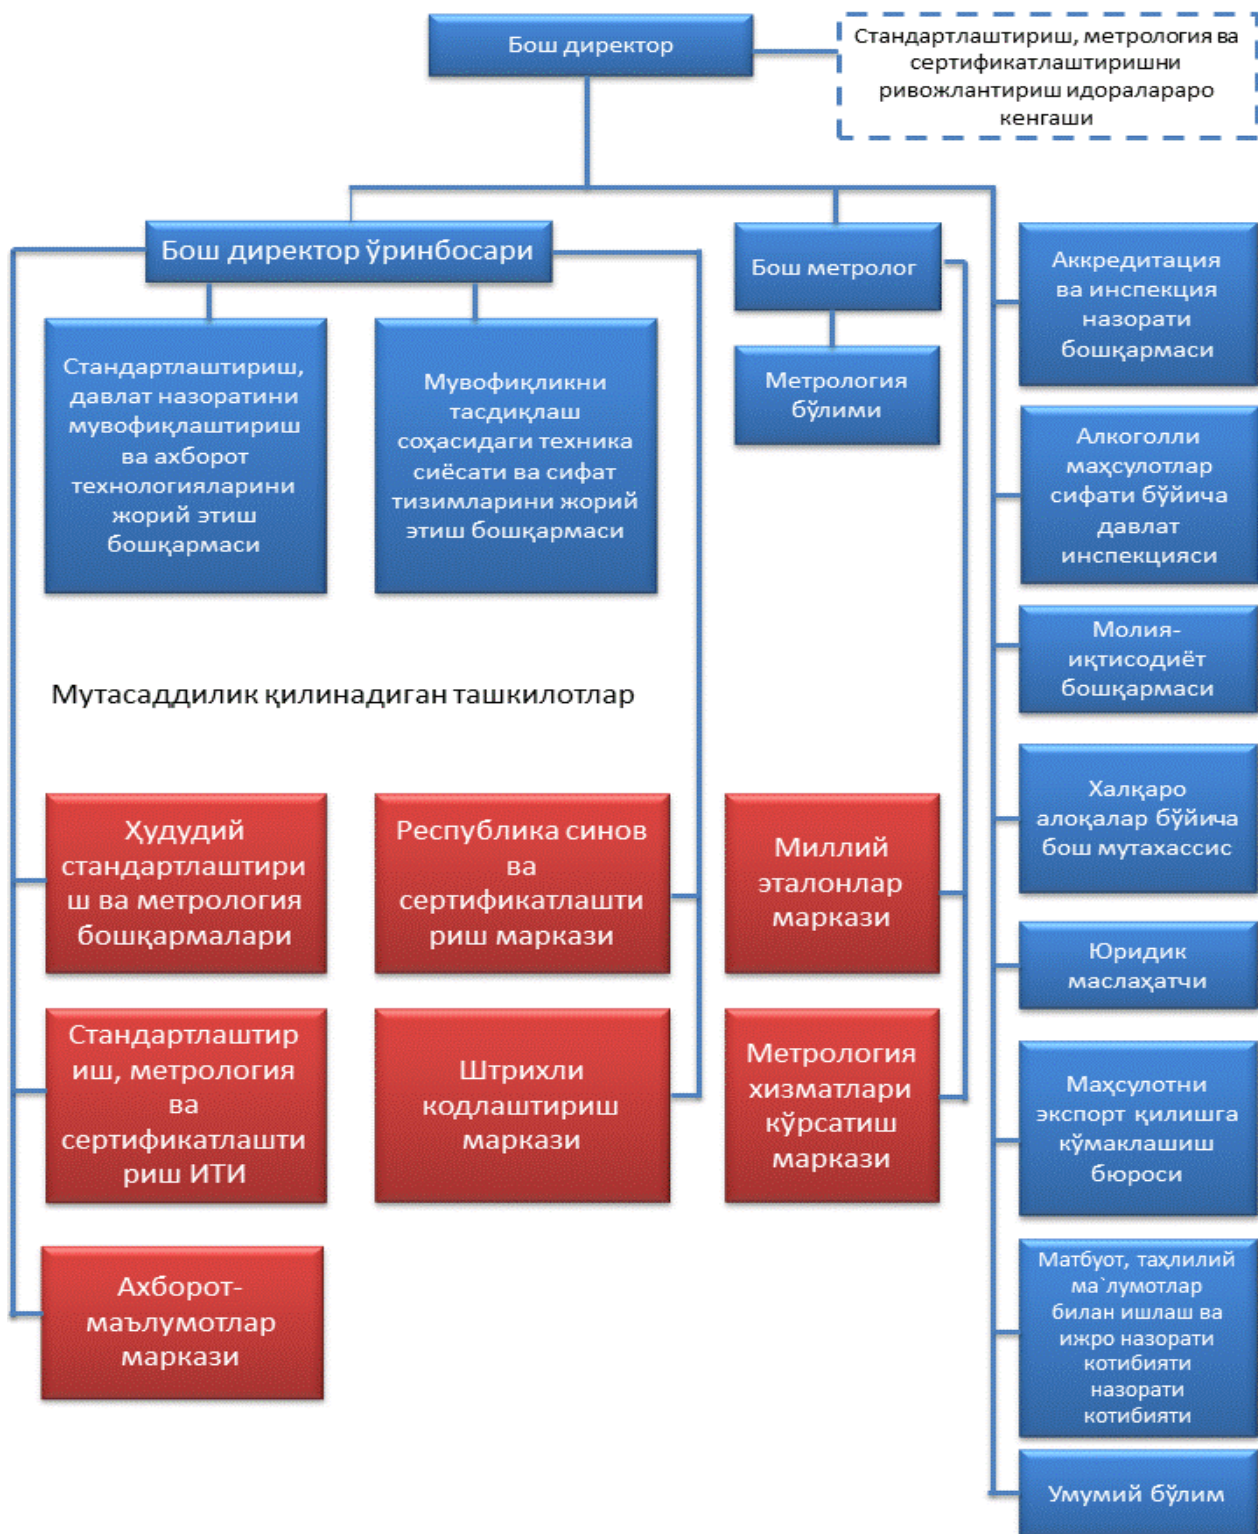 Бош директор
Стандартлаштириш, метрология ва
сертификатлаштиришни
ривожлантириш идоралараро
кенгаши
Бош директор ўринбосари
Бош метролог
Аккредитация
ва инспекция
назорати
бошқармаси
Стандартлаштириш,
давлат назоратини
мувофиқлаштириш
ва ахборот
технологияларини
жорий этиш
бошқармаси
Мувофиқликни
тасдиқлаш
соҳасидаги техника
сиёсати ва сифат
тизимларини жорий
этиш бошқармаси
Метрология
бўлими
Алкоголли
маҳсулотлар
сифати бўйича
давлат
инспекцияси
Молия-
иқтисодиёт
бошқармаси
Мутасаддилик қилинадиган ташкилотлар
Ҳудудий
стандартлаштири
ш ва метрология
бошқармалари
Республика синов
ва
сертификатлашти
риш маркази
Миллий
эталонлар
маркази
Халқаро
алоқалар бўйича
бош мутахассис
Юридик
маслаҳатчи
Стандартлаштир
иш, метрология
ва
сертификатлашти
риш ИТИ
Штрихли
кодлаштириш
маркази
Метрология
хизматлари
кўрсатиш
маркази
Маҳсулотни
экспорт қилишга
кўмаклашиш
бюроси
Ахборот-
маълумотлар
маркази
Матбуот, таҳлилий
ма`лумотлар
билан ишлаш ва
ижро назорати
котибияти
назорати
котибияти
Умумий бўлим